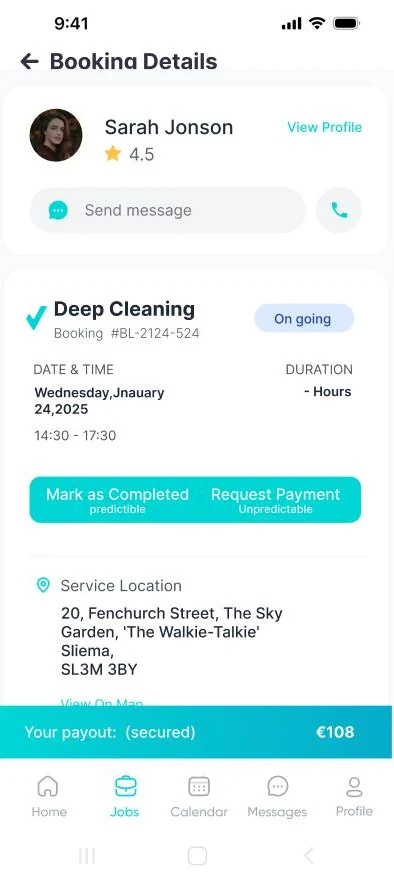 9:41
Booking Details
Sarah Jonson
View Profile
4.5
Send message
Deep Cleaning
On going
Booking #BL-2124-524
DATE & TIME
DURATION
Wednesday,Jnauary
24,2025
- Hours
14:30 - 17:30
Mark as Completed
predictible
Request Payment
Unpredictable
Service Location
20, Fenchurch Street, The Sky
Garden, 'The Walkie-Talkie'
Sliema,
SL3M 3BY
View On Map
Your payout: (secured)
€108
Home
Jobs
Calendar
Messages
Profile